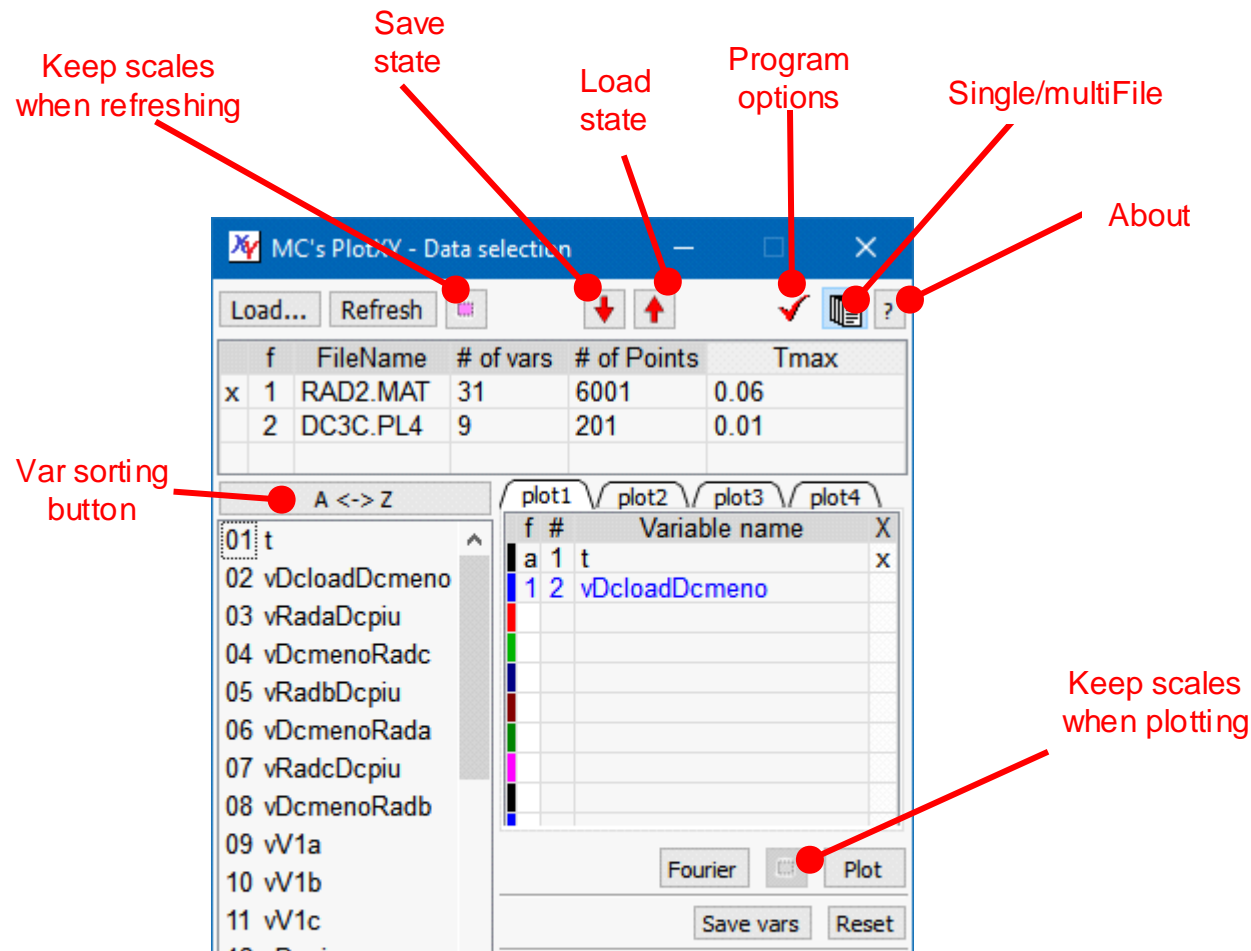 Save
state
Keep scales
when refreshing
Load
state
Program
options
Single/multiFile
About
MC's PlotXY - Data selection
Load... Refresh ?
f FileName # of vars # of Points Tmax
x 1 RAD2.MAT 31 6001 0.06
2 DC3C.PL4 9 201 0.01
Var sorting
button
A <-> Z
plot1 plot2 plot3 plot4
f # Variable name X
a 1 t x
1 2 vDcloadDcmeno
01 t
02 vDcloadDcmeno
03 vRadaDcpiu
04 vDcmenoRadc
05 vRadbDcpiu
06 vDcmenoRada
07 vRadcDcpiu
08 vDcmenoRadb
09 vV1a
10 vV1b
11 vV1c
Keep scales
when plotting
Fourier Plot
Save vars Reset